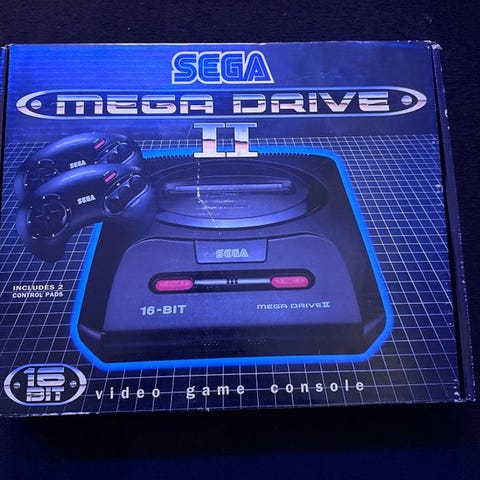 SEGA
MEGA DRIVE
II
SEGA
SEGA
SEGA
INCLUDES 2
CONTROL PADS
16-BIT
MEGA DRIVE II
16
BIT
video game console